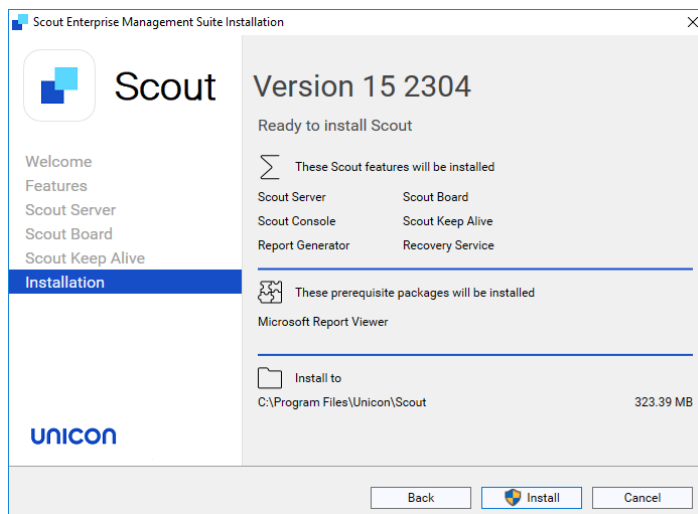 Scout Enterprise Management Suite Installation
Scout
Welcome
Features
Scout Server
Scout Board
Scout Keep Alive
Installation
unicon
Version 15 2304
Ready to install Scout
These Scout features will be installed
Scout Server Scout Board
Scout Console Scout Keep Alive
Report Generator Recovery Service
These prerequisite packages will be installed
Microsoft Report Viewer
Install to
C:\Program Files\Unicon\Scout 323.39 MB
Back Install Cancel